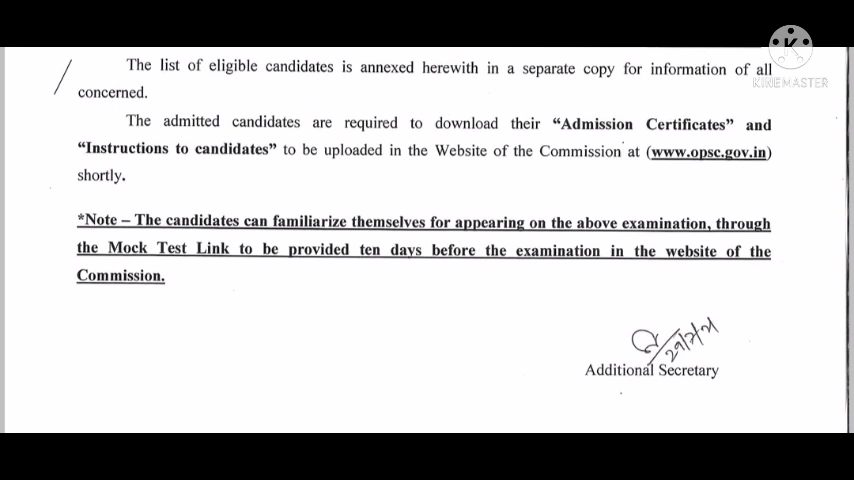 KINEMASTER
The list of eligible candidates is annexed herewith in a separate copy for information of all
concerned.
The admitted candidates are required to download their “Admission Certificates” and
“Instructions to candidates” to be uploaded in the Website of the Commission at (www.opsc.gov.in)
shortly.
*Note – The candidates can familiarize themselves for appearing on the above examination, through
the Mock Test Link to be provided ten days before the examination in the website of the
Commission.
29/7/21
Additional Secretary